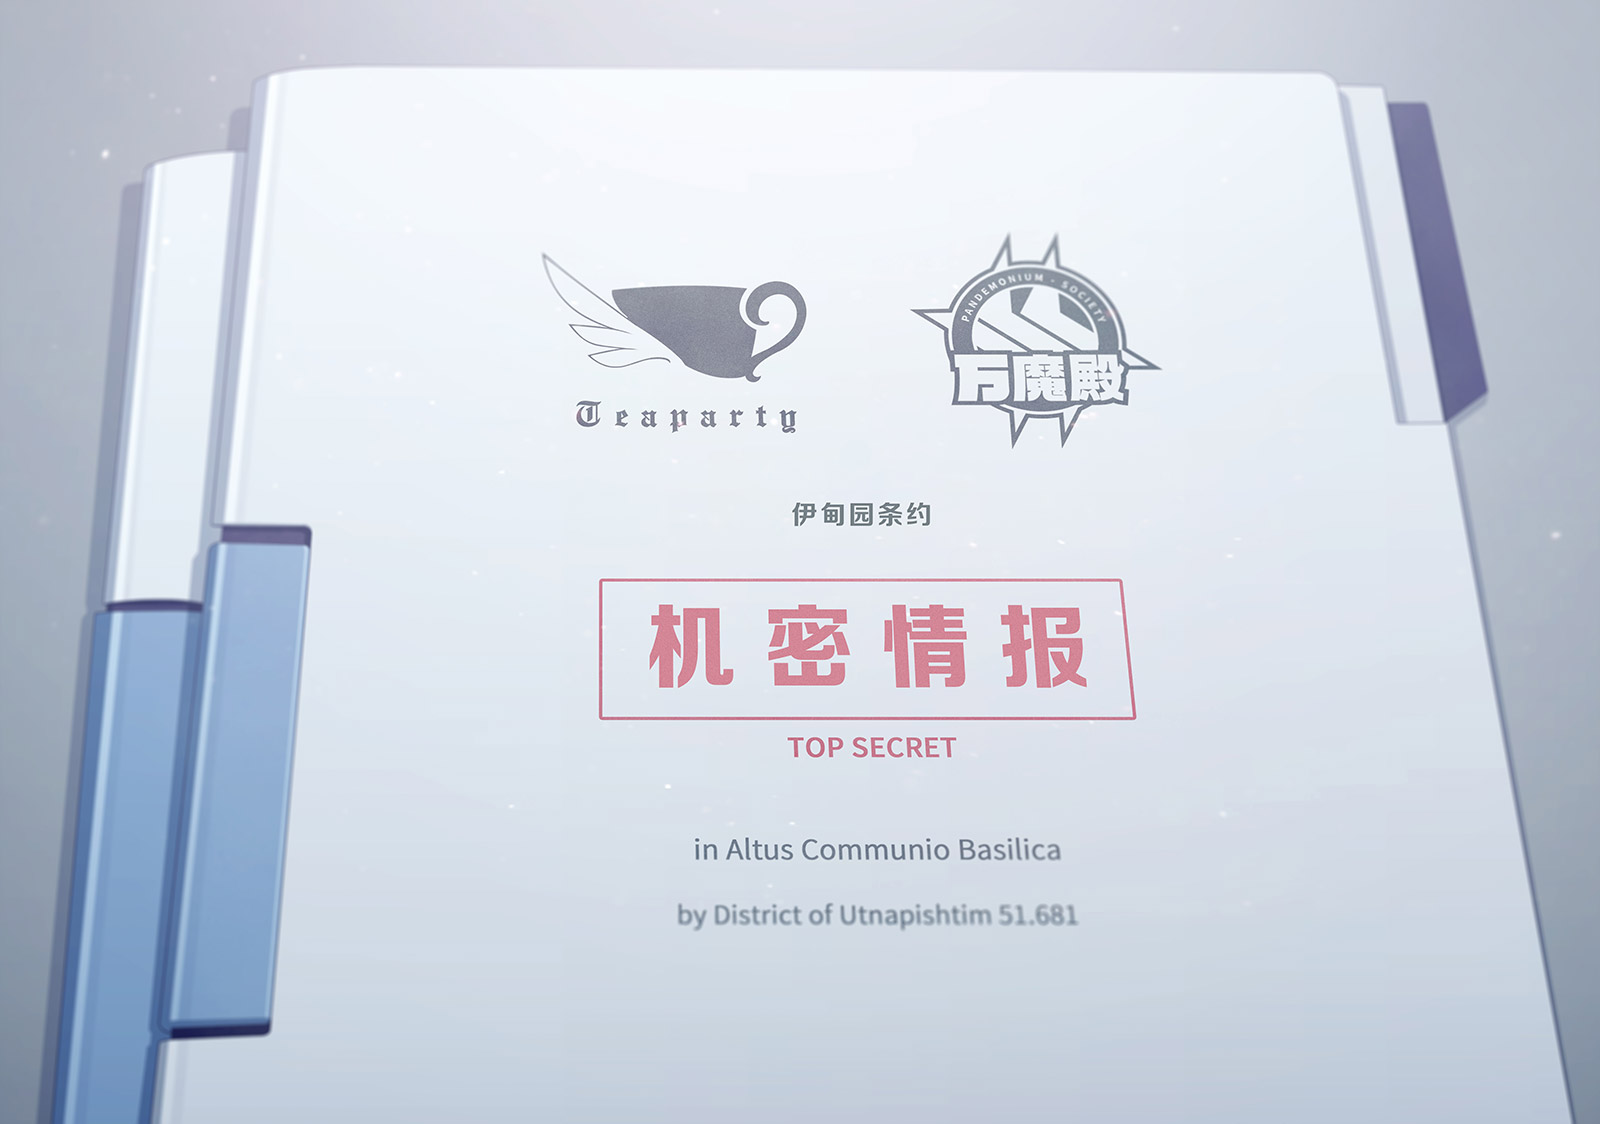 Teaparty
PANDEMONIUM - SOCIETY
万魔殿
伊甸园条约
机密情报
TOP SECRET
in Altus Communio Basilica
by District of Utnapishtim 51.681